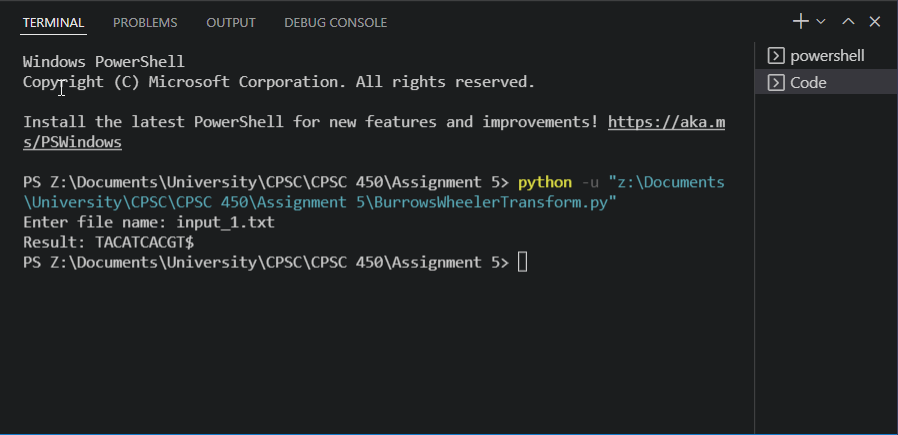 TERMINAL PROBLEMS OUTPUT DEBUG CONSOLE
Windows PowerShell
Copyright (C) Microsoft Corporation. All rights reserved.
Install the latest PowerShell for new features and improvements! https://aka.m
s/PSWindows
PS Z:\Documents\University\CPSC\CPSC 450\Assignment 5> python -u "z:\Documents
\University\CPSC\CPSC 450\Assignment 5\BurrowsWheelerTransform.py"
Enter file name: input_1.txt
Result: TACATCACGT$
PS Z:\Documents\University\CPSC\CPSC 450\Assignment 5>
powershell
Code